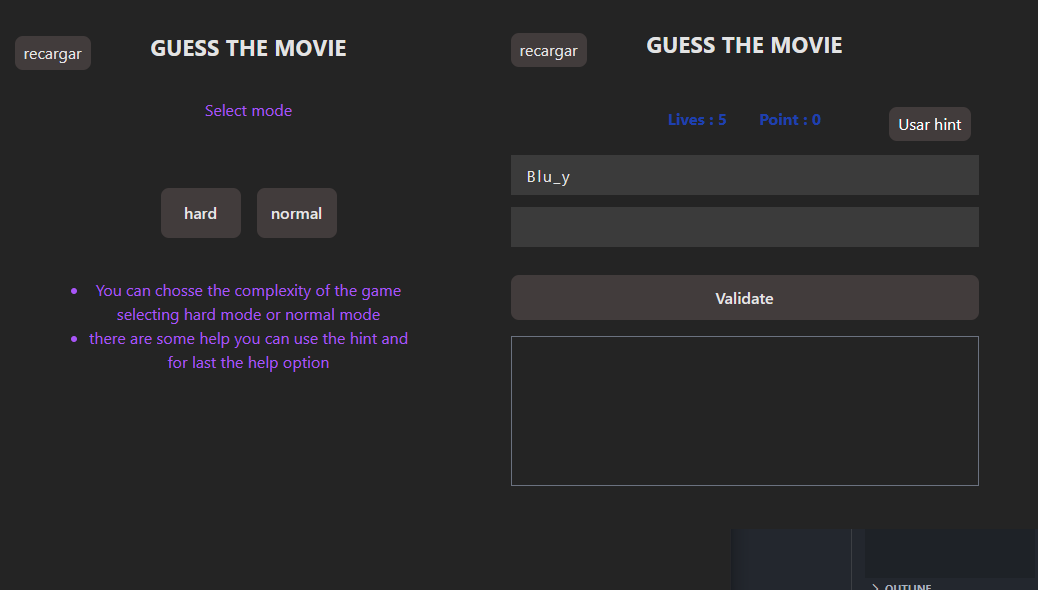 recargar
GUESS THE MOVIE
Select mode
hard
normal
• You can chosse the complexity of the game
selecting hard mode or normal mode
• there are some help you can use the hint and
for last the help option
recargar
GUESS THE MOVIE
Lives : 5
Point : 0
Usar hint
Blu_y
Validate
OUTLINE